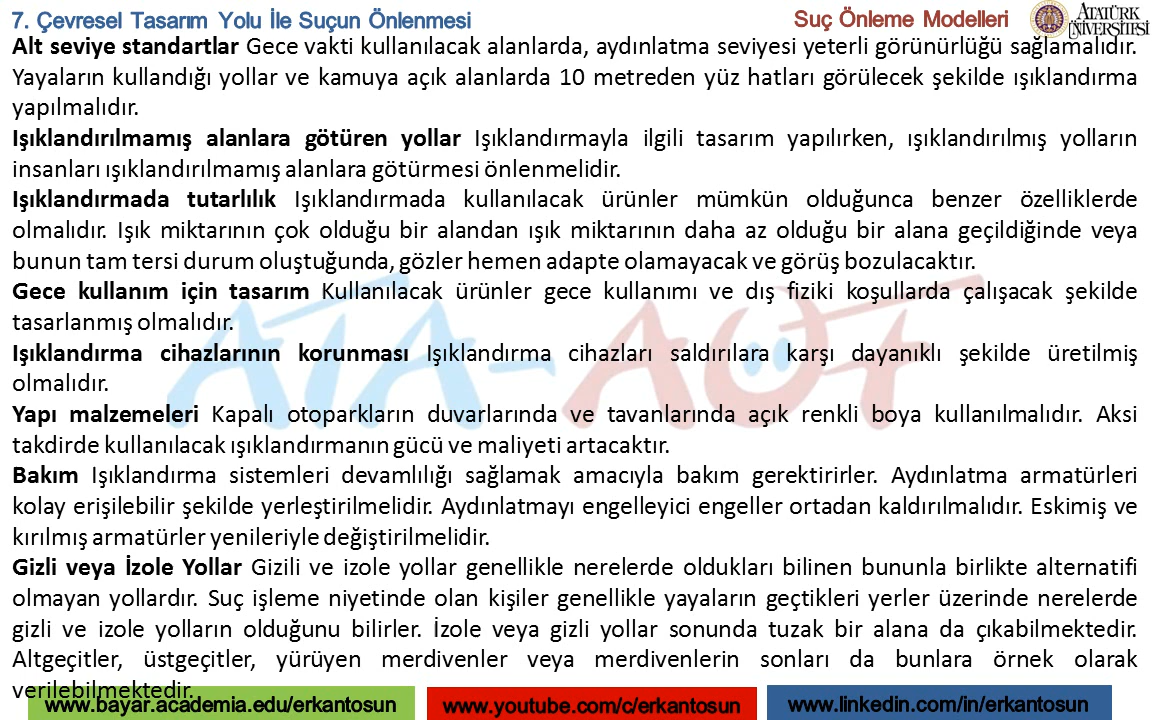 7. Çevresel Tasarım Yolu İle Suçun Önlenmesi
Suç Önleme Modelleri
ATATÜRK
ÜNİVERSİTESİ
Alt seviye standartlar Gece vakti kullanılacak alanlarda, aydınlatma seviyesi yeterli görünürlüğü sağlamalıdır.
Yayaların kullandığı yollar ve kamuya açık alanlarda 10 metreden yüz hatları görülecek şekilde ışıklandırma
yapılmalıdır.
Işıklandırılmamış alanlara götüren yollar Işıklandırmayla ilgili tasarım yapılırken, ışıklandırılmış yolların
insanları ışıklandırılmamış alanlara götürmesi önlenmelidir.
Işıklandırmada tutarlılık Işıklandırmada kullanılacak ürünler mümkün olduğunca benzer özelliklerde
olmalıdır. Işık miktarının çok olduğu bir alandan ışık miktarının daha az olduğu bir alana geçildiğinde veya
bunun tam tersi durum oluştuğunda, gözler hemen adapte olamayacak ve görüş bozulacaktır.
Gece kullanım için tasarım Kullanılacak ürünler gece kullanımı ve dış fiziki koşullarda çalışacak şekilde
tasarlanmış olmalıdır.
Işıklandırma cihazlarının korunması Işıklandırma cihazları saldırılara karşı dayanıklı şekilde üretilmiş
olmalıdır.
Yapı malzemeleri Kapalı otoparkların duvarlarında ve tavanlarında açık renkli boya kullanılmalıdır. Aksi
takdirde kullanılacak ışıklandırmanın gücü ve maliyeti artacaktır.
Bakım Işıklandırma sistemleri devamlılığı sağlamak amacıyla bakım gerektirirler. Aydınlatma armatürleri
kolay erişilebilir şekilde yerleştirilmelidir. Aydınlatmayı engelleyici engeller ortadan kaldırılmalıdır. Eskimiş ve
kırılmış armatürler yenileriyle değiştirilmelidir.
Gizli veya İzole Yollar Gizili ve izole yollar genellikle nerelerde oldukları bilinen bununla birlikte alternatifi
olmayan yollardır. Suç işleme niyetinde olan kişiler genellikle yayaların geçtikleri yerler üzerinde nerelerde
gizli ve izole yolların olduğunu bilirler. İzole veya gizli yollar sonunda tuzak bir alana da çıkabilmektedir.
Altgeçitler, üstgeçitler, yürüyen merdivenler veya merdivenlerin sonları da bunlara örnek olarak
verilebilmektedir.
ATA-AÖF
www.bayar.academia.edu/erkantosun
www.youtube.com/c/erkantosun
www.linkedin.com/in/erkantosun